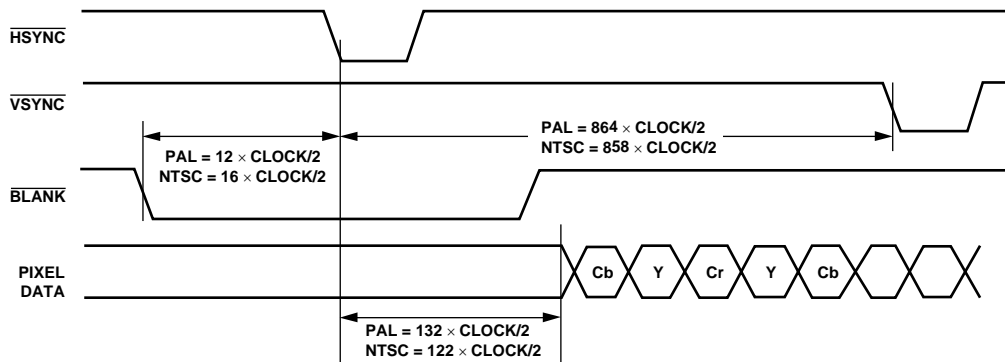 HSYNC
VSYNC
PAL = 12 × CLOCK/2
NTSC = 16 × CLOCK/2
PAL = 864 × CLOCK/2
NTSC = 858 × CLOCK/2
BLANK
PIXEL
DATA
Cb Y Cr Y Cb
PAL = 132 × CLOCK/2
NTSC = 122 × CLOCK/2